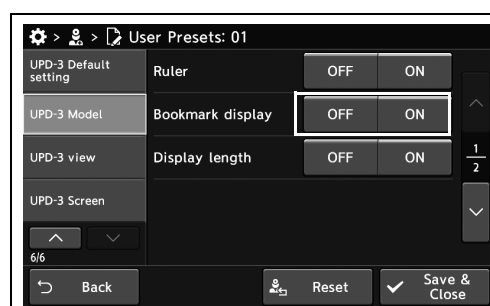 > > User Presets: 01
UPD-3 Default
setting
UPD-3 Model
UPD-3 view
UPD-3 Screen
6/6
Ruler OFF ON
Bookmark display OFF ON
Display length OFF ON
1
2
Back Reset Save &
Close